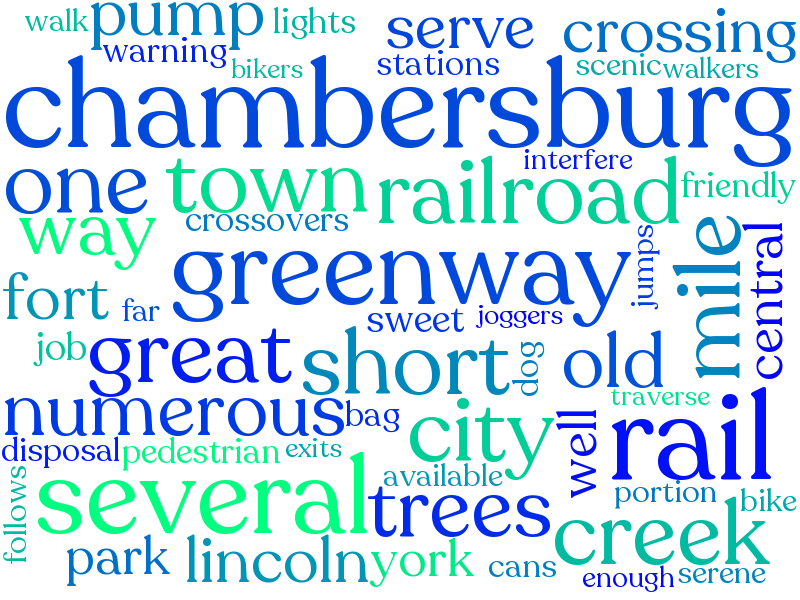 walk pump lights serve crossing
warning bikers stations scenic walkers
chambersburg
one town interfere railroad friendly
way crossovers
greenway jumps mile central
fort far sweet joggers
job great short dog old
numerous bag city well traverse rail
disposal pedestrian exits
follows several trees available portion bike
creek
park lincoln york cans enough serene